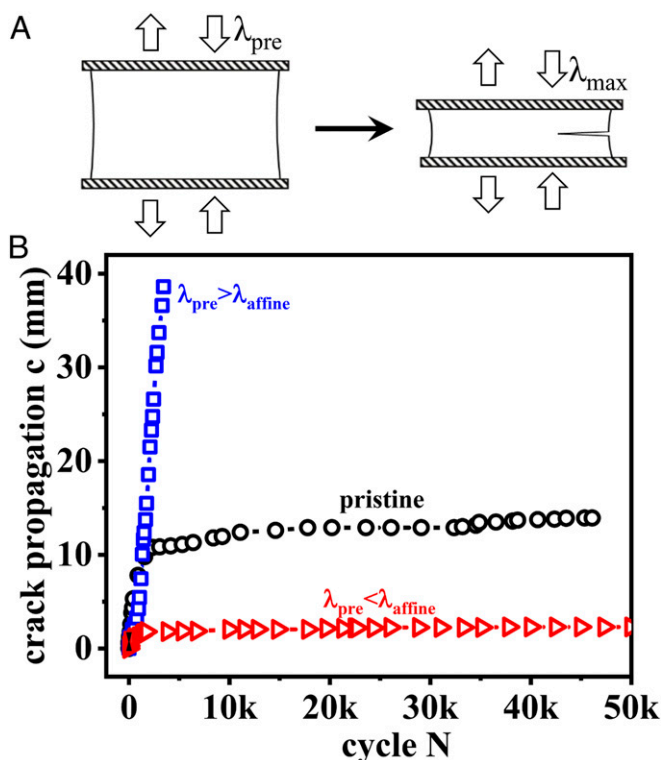 A
λpre
λmax
B
crack propagation c (mm)
40
30
20
10
0
λpre>λaffine
pristine
λpre<λaffine
0 10k 20k 30k 40k 50k
cycle N